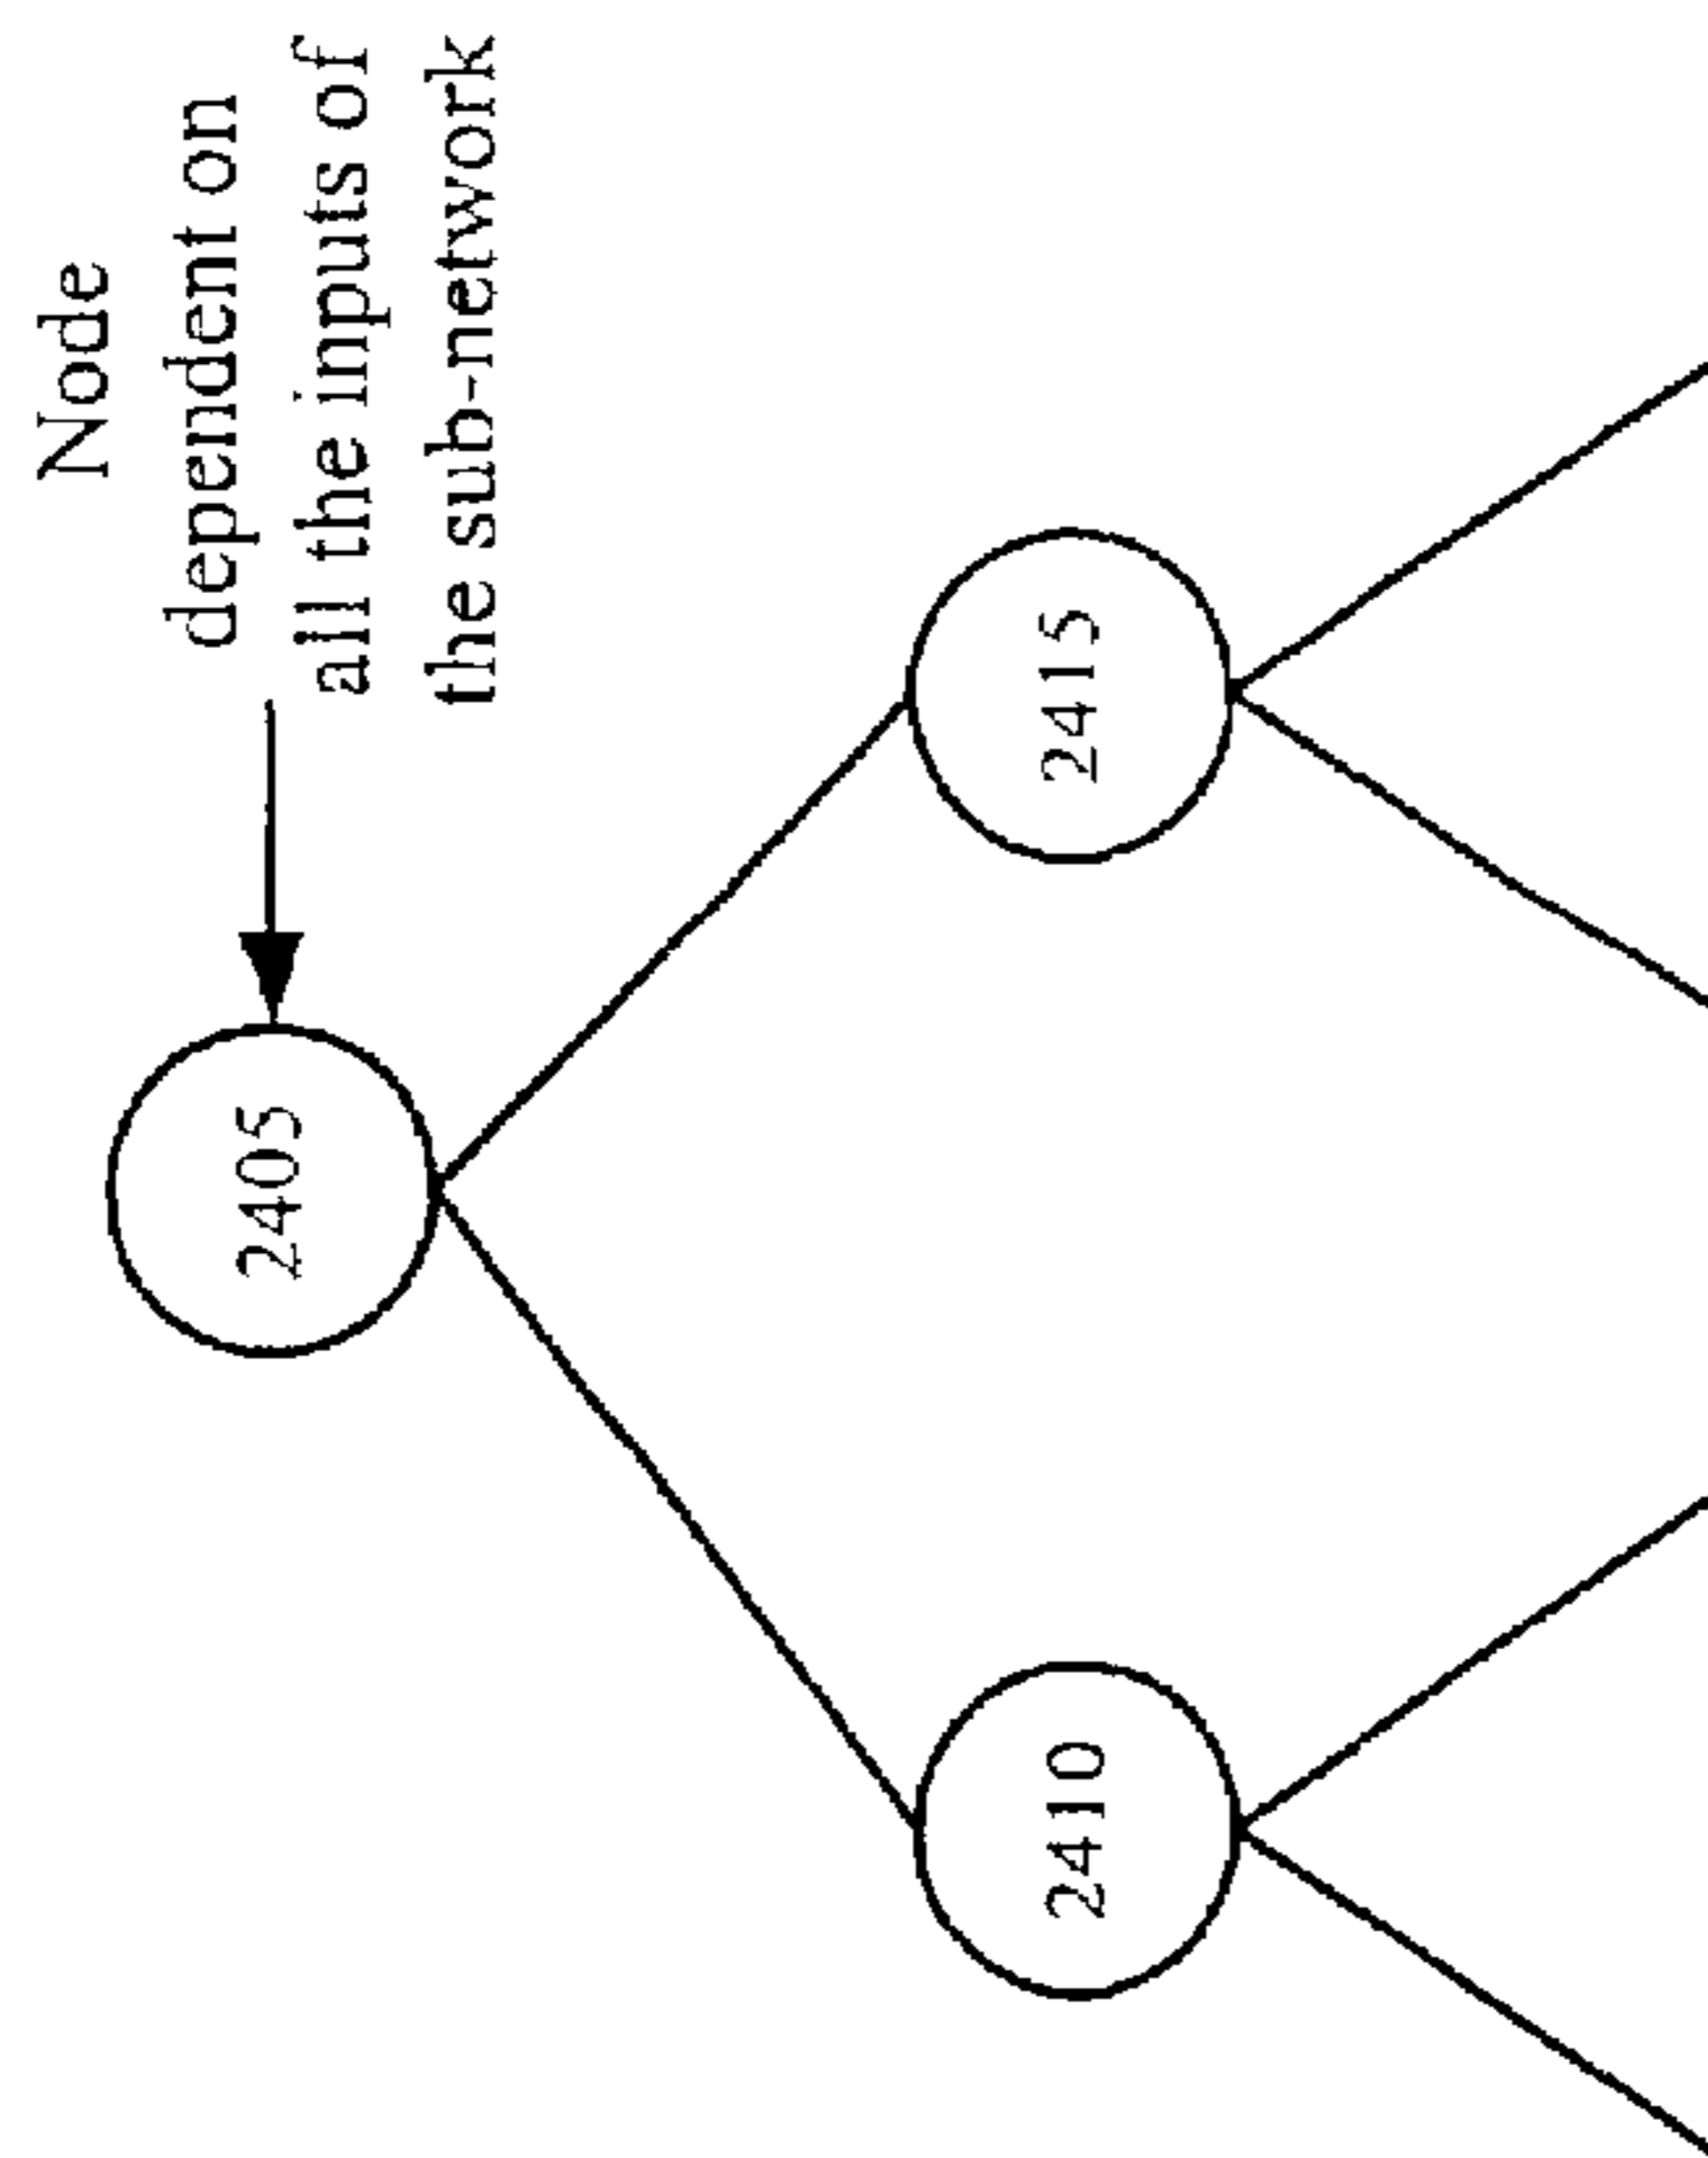 Node
dependent on
all the inputs of
the sub-network
2405
2410
2415